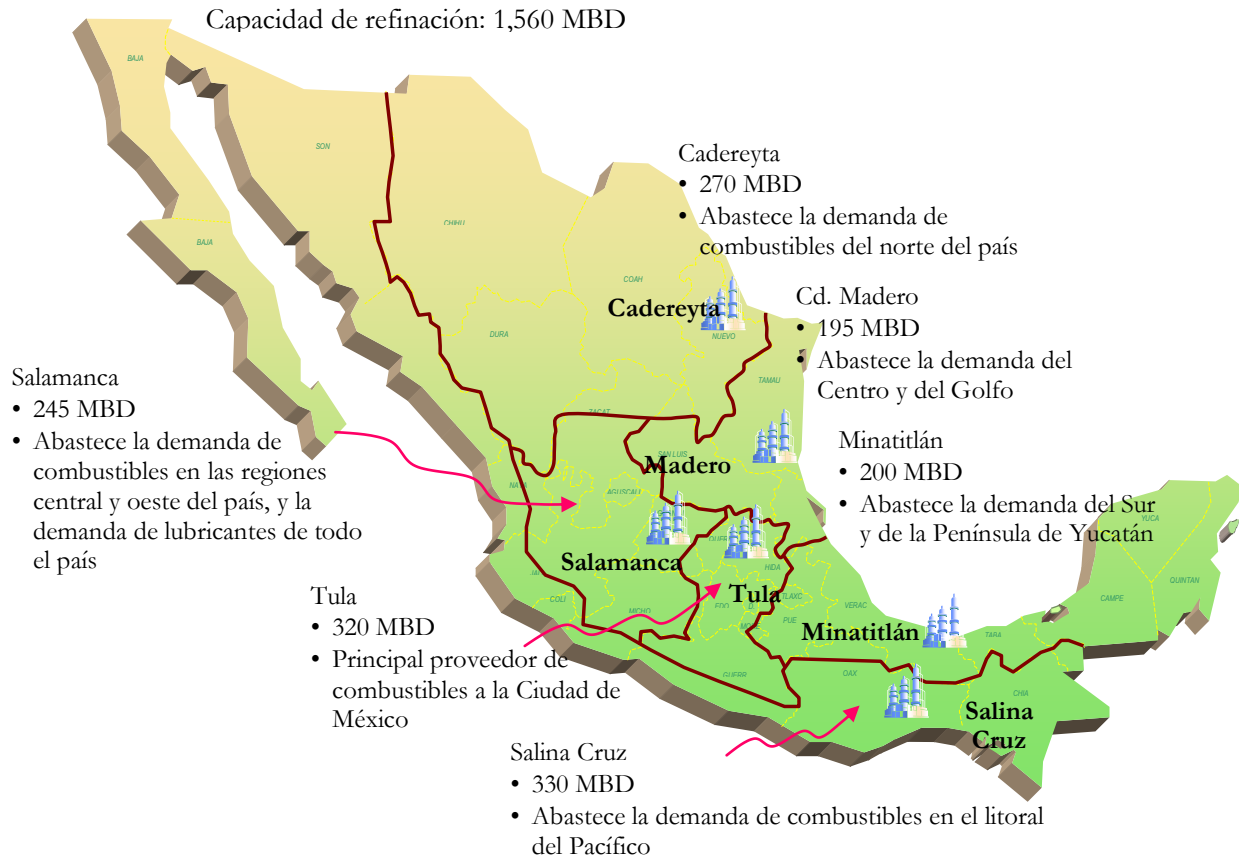 Capacidad de refinación: 1,560 MBD
BAJA
SON
CHIHU
COAH
BAJA
DURA
NUEVO
TAMAU
Cadereyta
• 270 MBD
• Abastece la demanda de
combustibles del norte del país
Cadereyta
Cd. Madero
• 195 MBD
• Abastece la demanda del
Centro y del Golfo
Salamanca
• 245 MBD
• Abastece la demanda de
combustibles en las regiones
central y oeste del país, y la
demanda de lubricantes de todo
el país
ZACAT
SAN LUIS
Madero
NAYA
AGUSCALI
Minatitlán
• 200 MBD
• Abastece la demanda del Sur
y de la Península de Yucatán
YUCA
QUINTAN
CAMPE
QUER
HIDA
Salamanca
Tula
COLI
MICHO
EDO
D.
TLAXC
PUE
VERAC
Minatitlán
TABA
Tula
• 320 MBD
• Principal proveedor de
combustibles a la Ciudad de
México
GUERR
OAX
CHIA
Salina
Cruz
Salina Cruz
• 330 MBD
• Abastece la demanda de combustibles en el litoral
del Pacífico